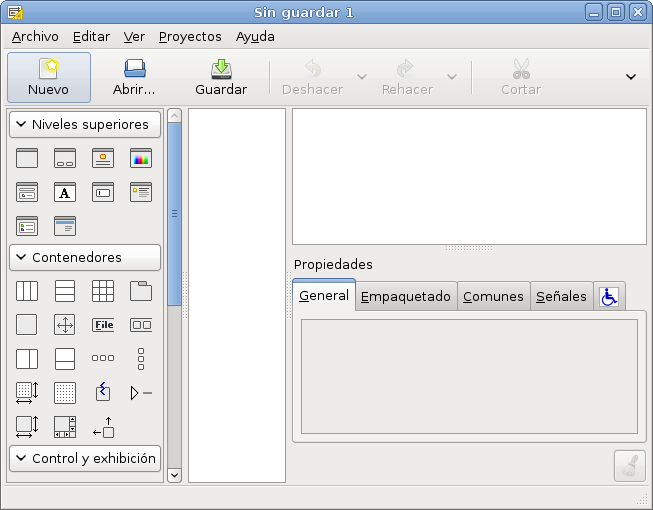 Sin guardar 1
Archivo Editar Ver Proyectos Ayuda
Nuevo Abrir... Guardar Deshacer Rehacer Cortar
Niveles superiores
A
Contenedores
File
Control y exhibición
Propiedades
General Empaquetado Comunes Señales